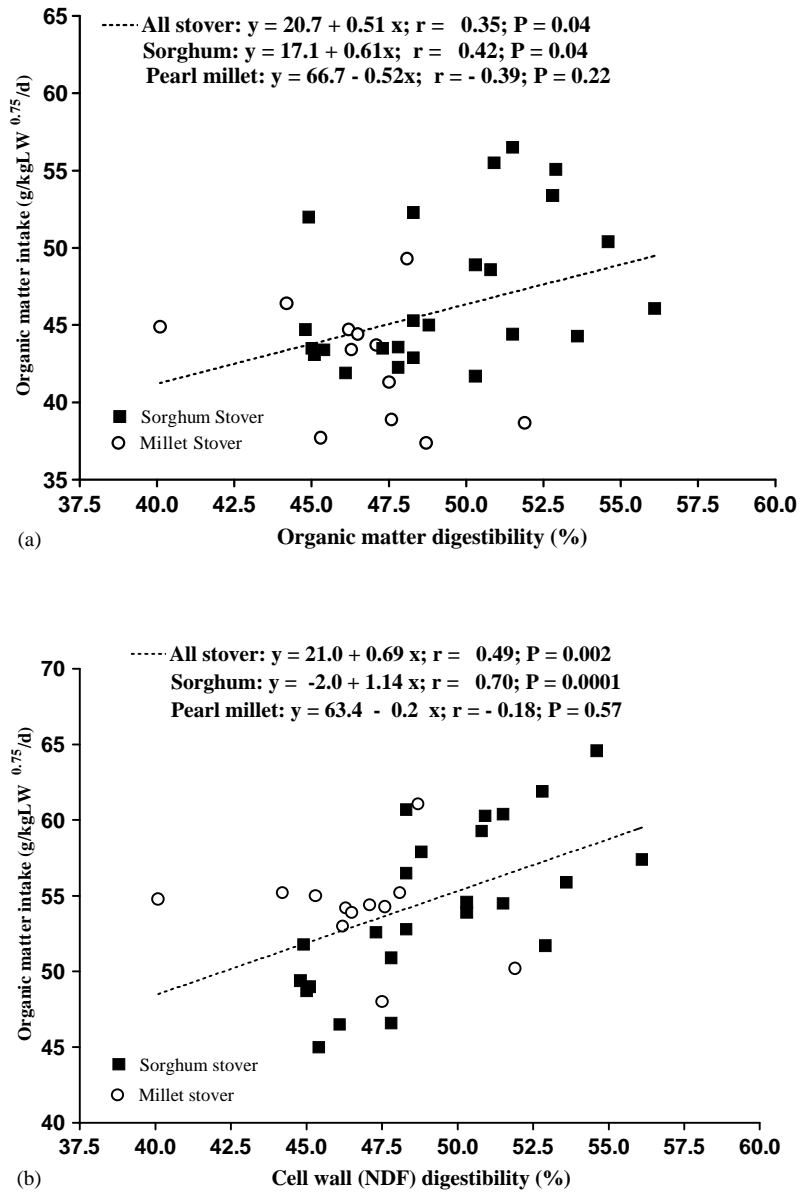 All stover: y = 20.7 + 0.51 x; r = 0.35; P = 0.04
Sorghum: y = 17.1 + 0.61x; r = 0.42; P = 0.04
Pearl millet: y = 66.7 - 0.52x; r = - 0.39; P = 0.22
65
60
55
50
45
40
35
Organic matter intake (g/kgLW 0.75/d)
Sorghum Stover
Millet Stover
37.5 40.0 42.5 45.0 47.5 50.0 52.5 55.0 57.5 60.0
(a) Organic matter digestibility (%)
All stover: y = 21.0 + 0.69 x; r = 0.49; P = 0.002
Sorghum: y = -2.0 + 1.14 x; r = 0.70; P = 0.0001
Pearl millet: y = 63.4 - 0.2 x; r = - 0.18; P = 0.57
70
65
60
55
50
45
40
Organic matter intake (g/kgLW 0.75/d)
Sorghum stover
Millet stover
37.5 40.0 42.5 45.0 47.5 50.0 52.5 55.0 57.5 60.0
(b) Cell wall (NDF) digestibility (%)